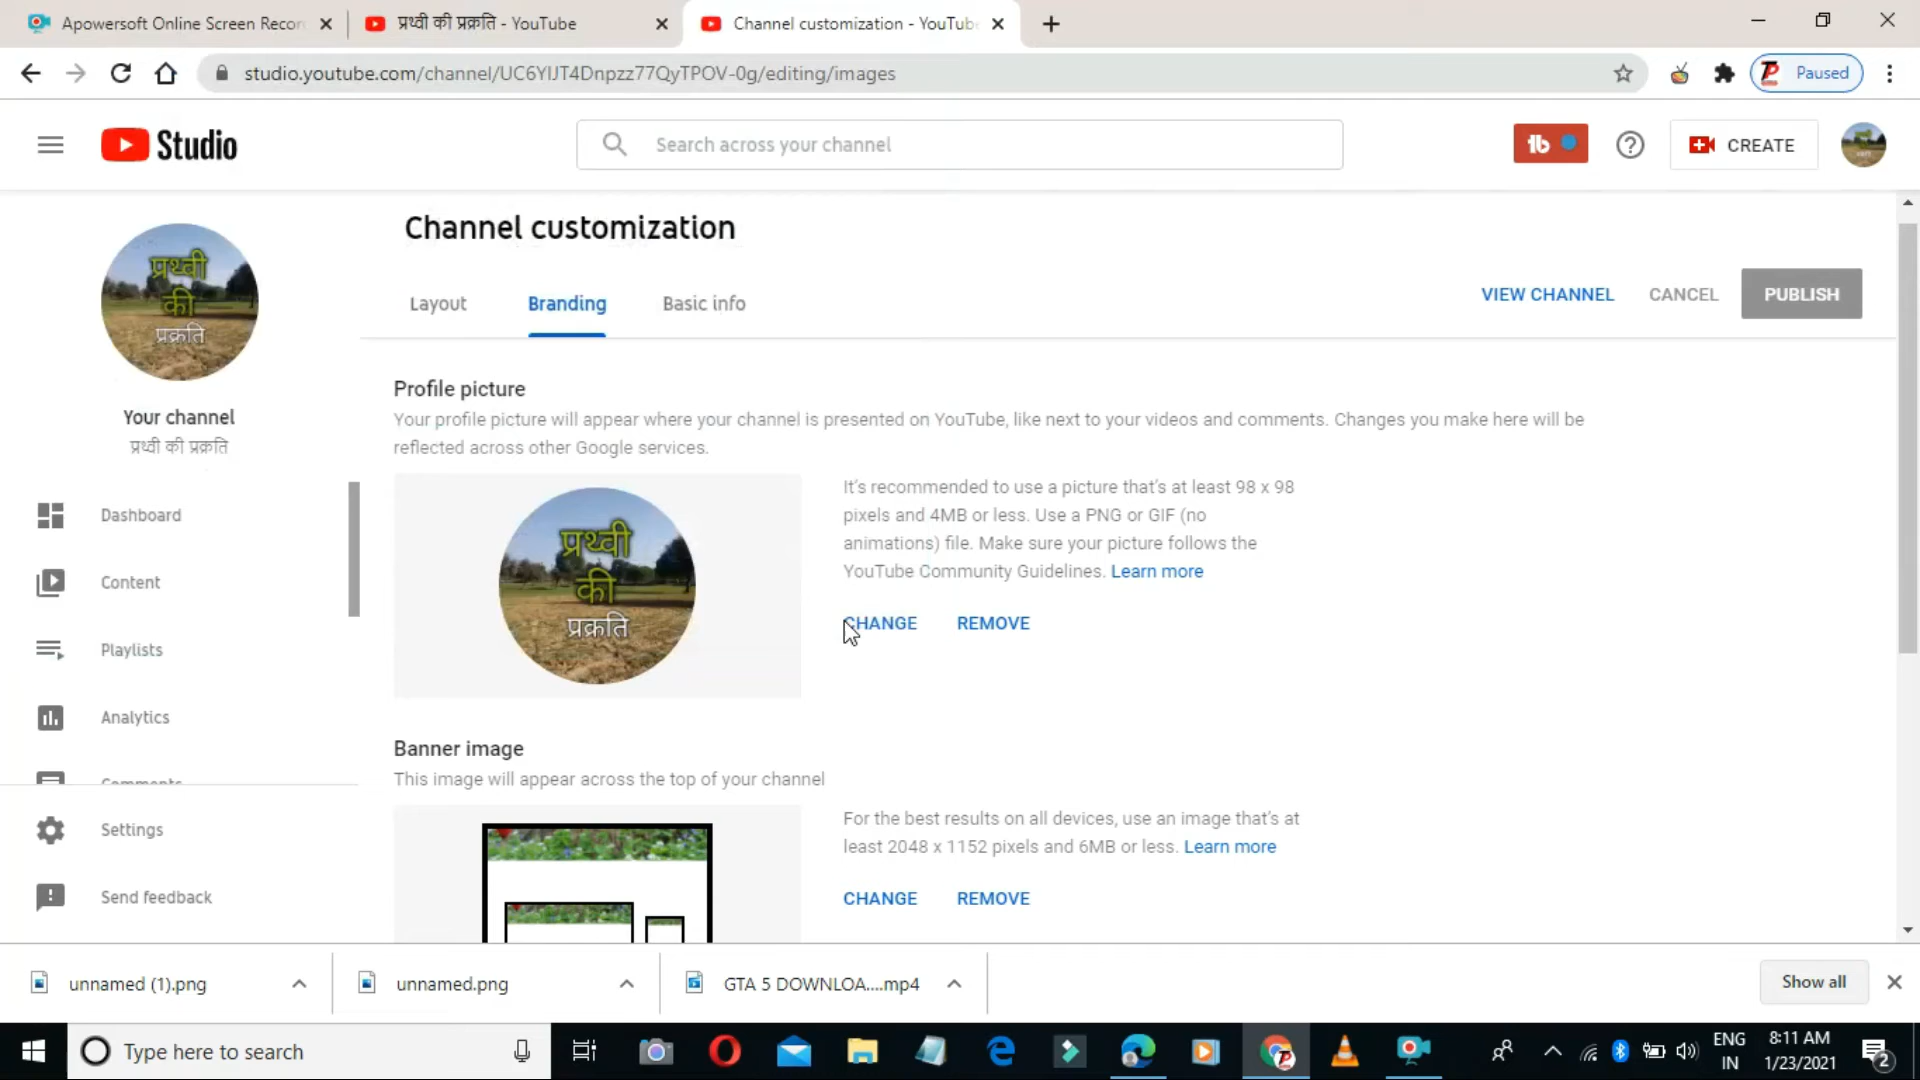 Apowersoft Online Screen Recor
प्रथ्वी की प्रक्रति - YouTube
Channel customization - YouTub
studio.youtube.com/channel/UC6YIJT4Dnpzz77QyTPOV-0g/editing/images
Paused
Studio
Search across your channel
CREATE
Channel customization
Layout
Branding
Basic info
VIEW CHANNEL
CANCEL
PUBLISH
प्रथ्वी
की
प्रक्रति
Your channel
प्रथ्वी की प्रक्रति
Dashboard
Content
Playlists
Analytics
Comments
Settings
Send feedback
Profile picture
Your profile picture will appear where your channel is presented on YouTube, like next to your videos and comments. Changes you make here will be
reflected across other Google services.
प्रथ्वी
की
प्रक्रति
It's recommended to use a picture that's at least 98 x 98
pixels and 4MB or less. Use a PNG or GIF (no
animations) file. Make sure your picture follows the
YouTube Community Guidelines. Learn more
CHANGE
REMOVE
Banner image
This image will appear across the top of your channel
For the best results on all devices, use an image that's at
least 2048 x 1152 pixels and 6MB or less. Learn more
CHANGE
REMOVE
unnamed (1).png
unnamed.png
GTA 5 DOWNLOA....mp4
Show all
Type here to search
ENG
IN
8:11 AM
1/23/2021
2